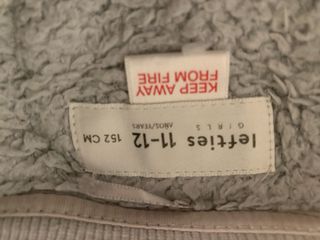 KEEP AWAY
FROM FIRE
lefties
GIRLS
11-12
AÑOS/YEARS
152 CM